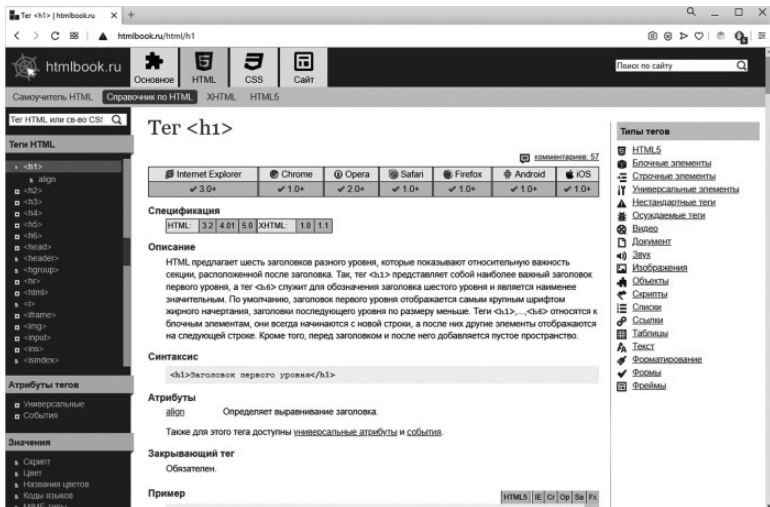 Тег <h1> | htmlbook.ru
htmlbook.ru/html/h1
htmlbook.ru
Основное HTML CSS Сайт
Поиск по сайту
Самоучитель HTML Справочник по HTML XHTML HTML5
Тег HTML или св-во CSS
Теги HTML
<h1>
align
<h2>
<h3>
<h4>
<h5>
<h6>
<head>
<header>
<hgroup>
<hr>
<html>
<i>
<iframe>
<img>
<input>
<ins>
<isindex>
Атрибуты тегов
Универсальные
События
Значения
Скрипт
Цвет
Названия цветов
Коды языков
MIME-типы
Тег <h1>
комментариев: 57
Internet Explorer Chrome Opera Safari Firefox Android iOS
3.0+ 1.0+ 2.0+ 1.0+ 1.0+ 1.0+ 1.0+
Спецификация
HTML: 3.2 4.01 5.0 XHTML: 1.0 1.1
Описание
HTML предлагает шесть заголовков разного уровня, которые показывают относительную важность
секции, расположенной после заголовка. Так, тег <h1> представляет собой наиболее важный заголовок
первого уровня, а тег <h6> служит для обозначения заголовка шестого уровня и является наименее
значительным. По умолчанию, заголовок первого уровня отображается самым крупным шрифтом
жирного начертания, заголовки последующего уровня по размеру меньше. Теги <h1>,...,<h6> относятся к
блочным элементам, они всегда начинаются с новой строки, а после них другие элементы отображаются
на следующей строке. Кроме того, перед заголовком и после него добавляется пустое пространство.
Синтаксис
<h1>Заголовок первого уровня</h1>
Атрибуты
align Определяет выравнивание заголовка.
Также для этого тега доступны универсальные атрибуты и события.
Закрывающий тег
Обязателен.
Пример
HTML5 IE Cr Op Sa Fx
Типы тегов
HTML5
Блочные элементы
Строчные элементы
Универсальные элементы
Нестандартные теги
Осуждаемые теги
Видео
Документ
Звук
Изображения
Объекты
Скрипты
Списки
Ссылки
Таблицы
Текст
Форматирование
Формы
Фреймы